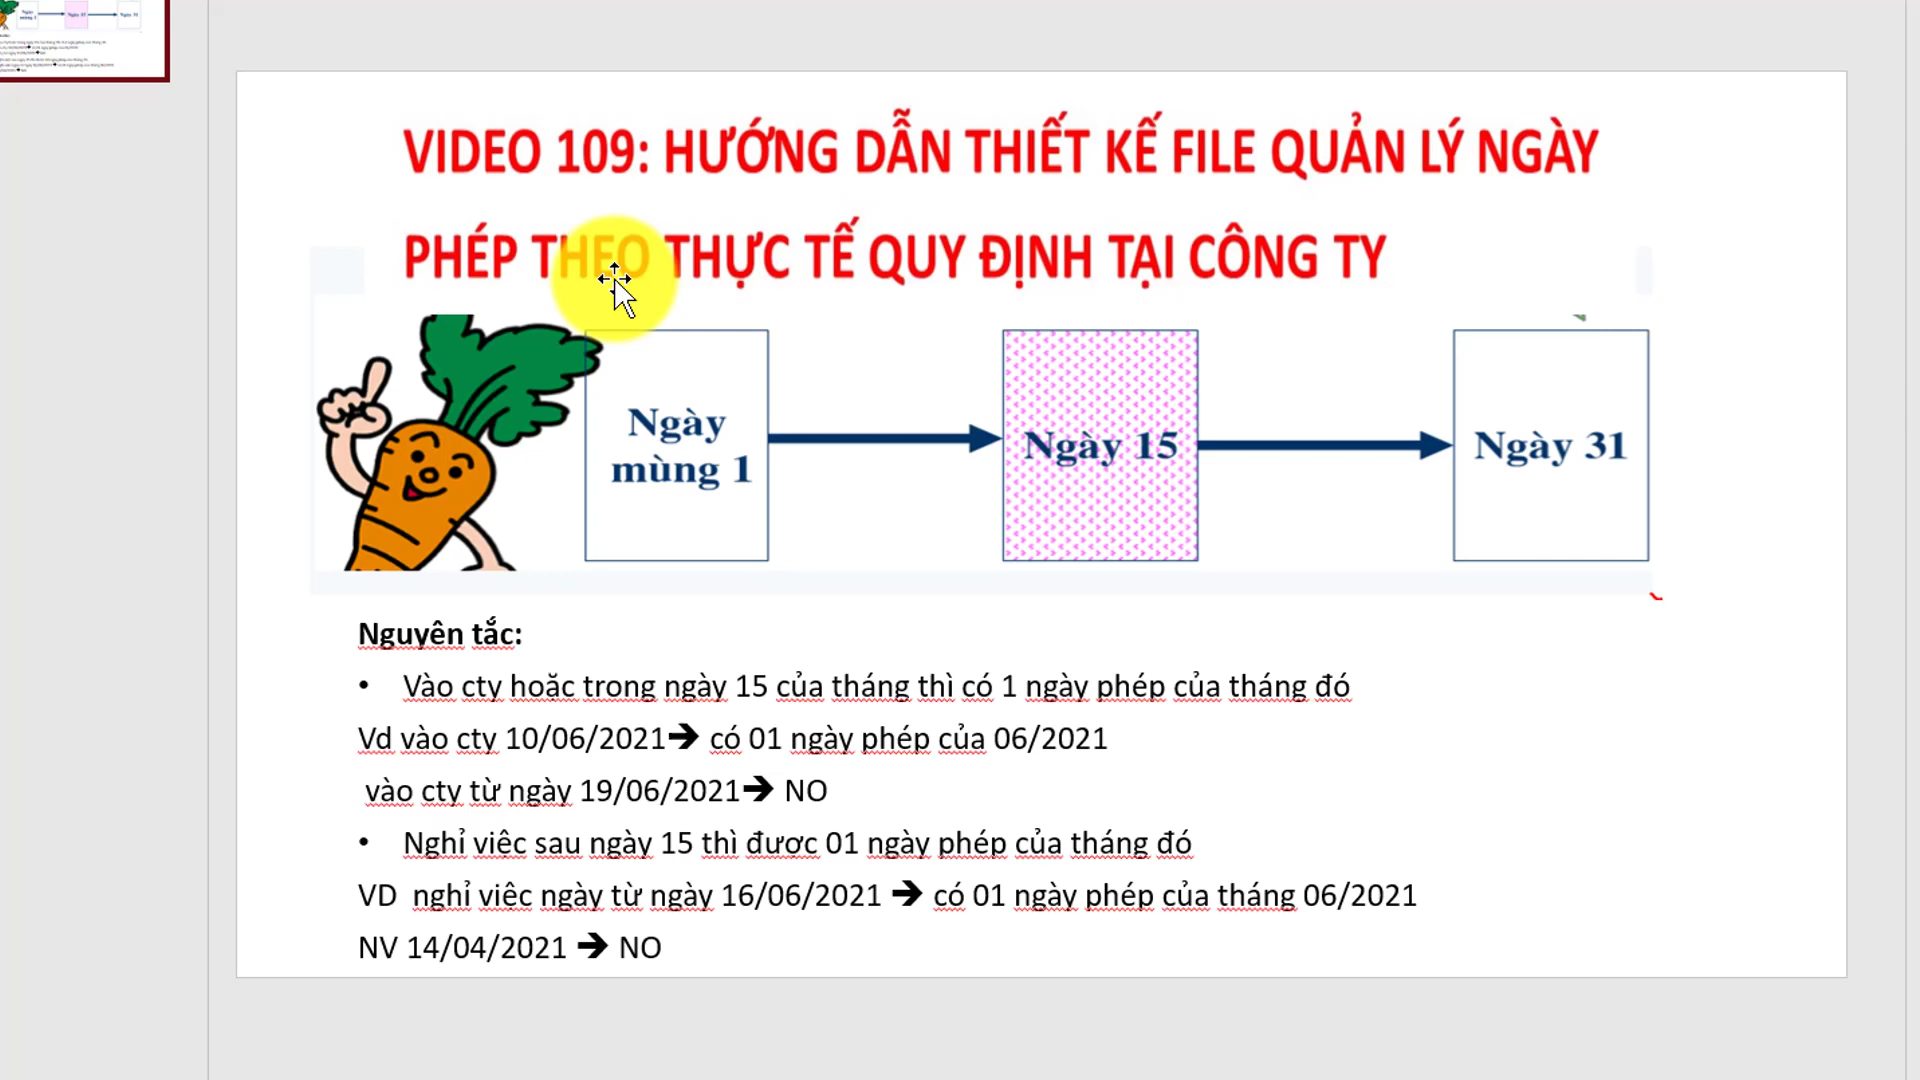 VIDEO 109: HƯỚNG DẪN THIẾT KẾ FILE QUẢN LÝ NGÀY
PHÉP THEO THỰC TẾ QUY ĐỊNH TẠI CÔNG TY
Ngày
mùng 1
Ngày 15
Ngày 31
Nguyên tắc:
• Vào cty hoặc trong ngày 15 của tháng thì có 1 ngày phép của tháng đó
Vd vào cty 10/06/2021➔ có 01 ngày phép của 06/2021
vào cty từ ngày 19/06/2021➔ NO
• Nghỉ việc sau ngày 15 thì được 01 ngày phép của tháng đó
VD nghỉ việc ngày từ ngày 16/06/2021 ➔ có 01 ngày phép của tháng 06/2021
NV 14/04/2021 ➔ NO